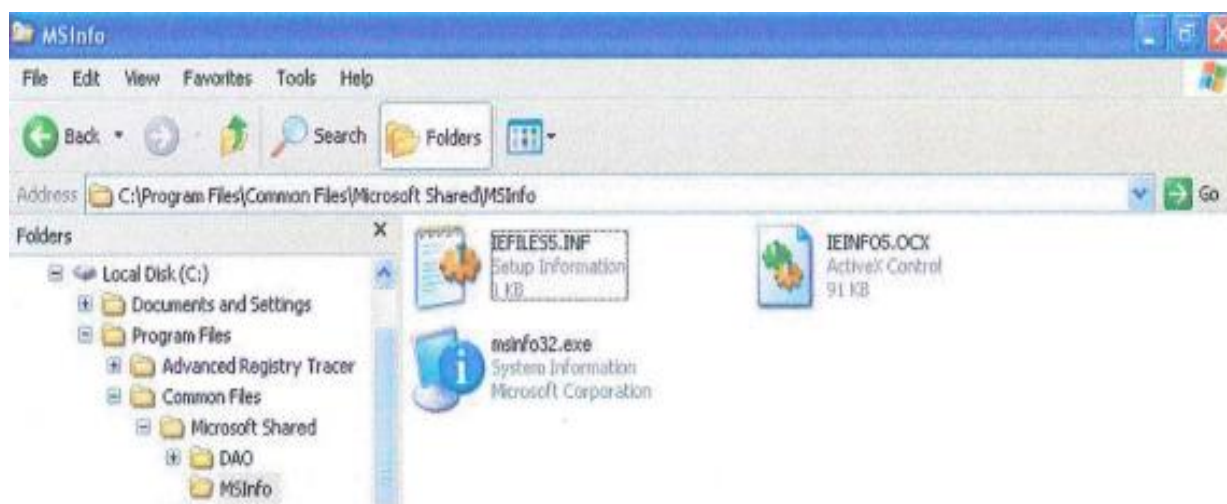 MSInfo
File Edit View Favorites Tools Help
Back Search Folders
Address C:\Program Files\Common Files\Microsoft Shared\MSInfo Go
Folders X
Local Disk (C:)
Documents and Settings
Program Files
Advanced Registry Tracer
Common Files
Microsoft Shared
DAO
MSInfo
IEFILES5.INF
Setup Information
1 KB
IEINFO5.OCX
ActiveX Control
91 KB
msinfo32.exe
System Information
Microsoft Corporation